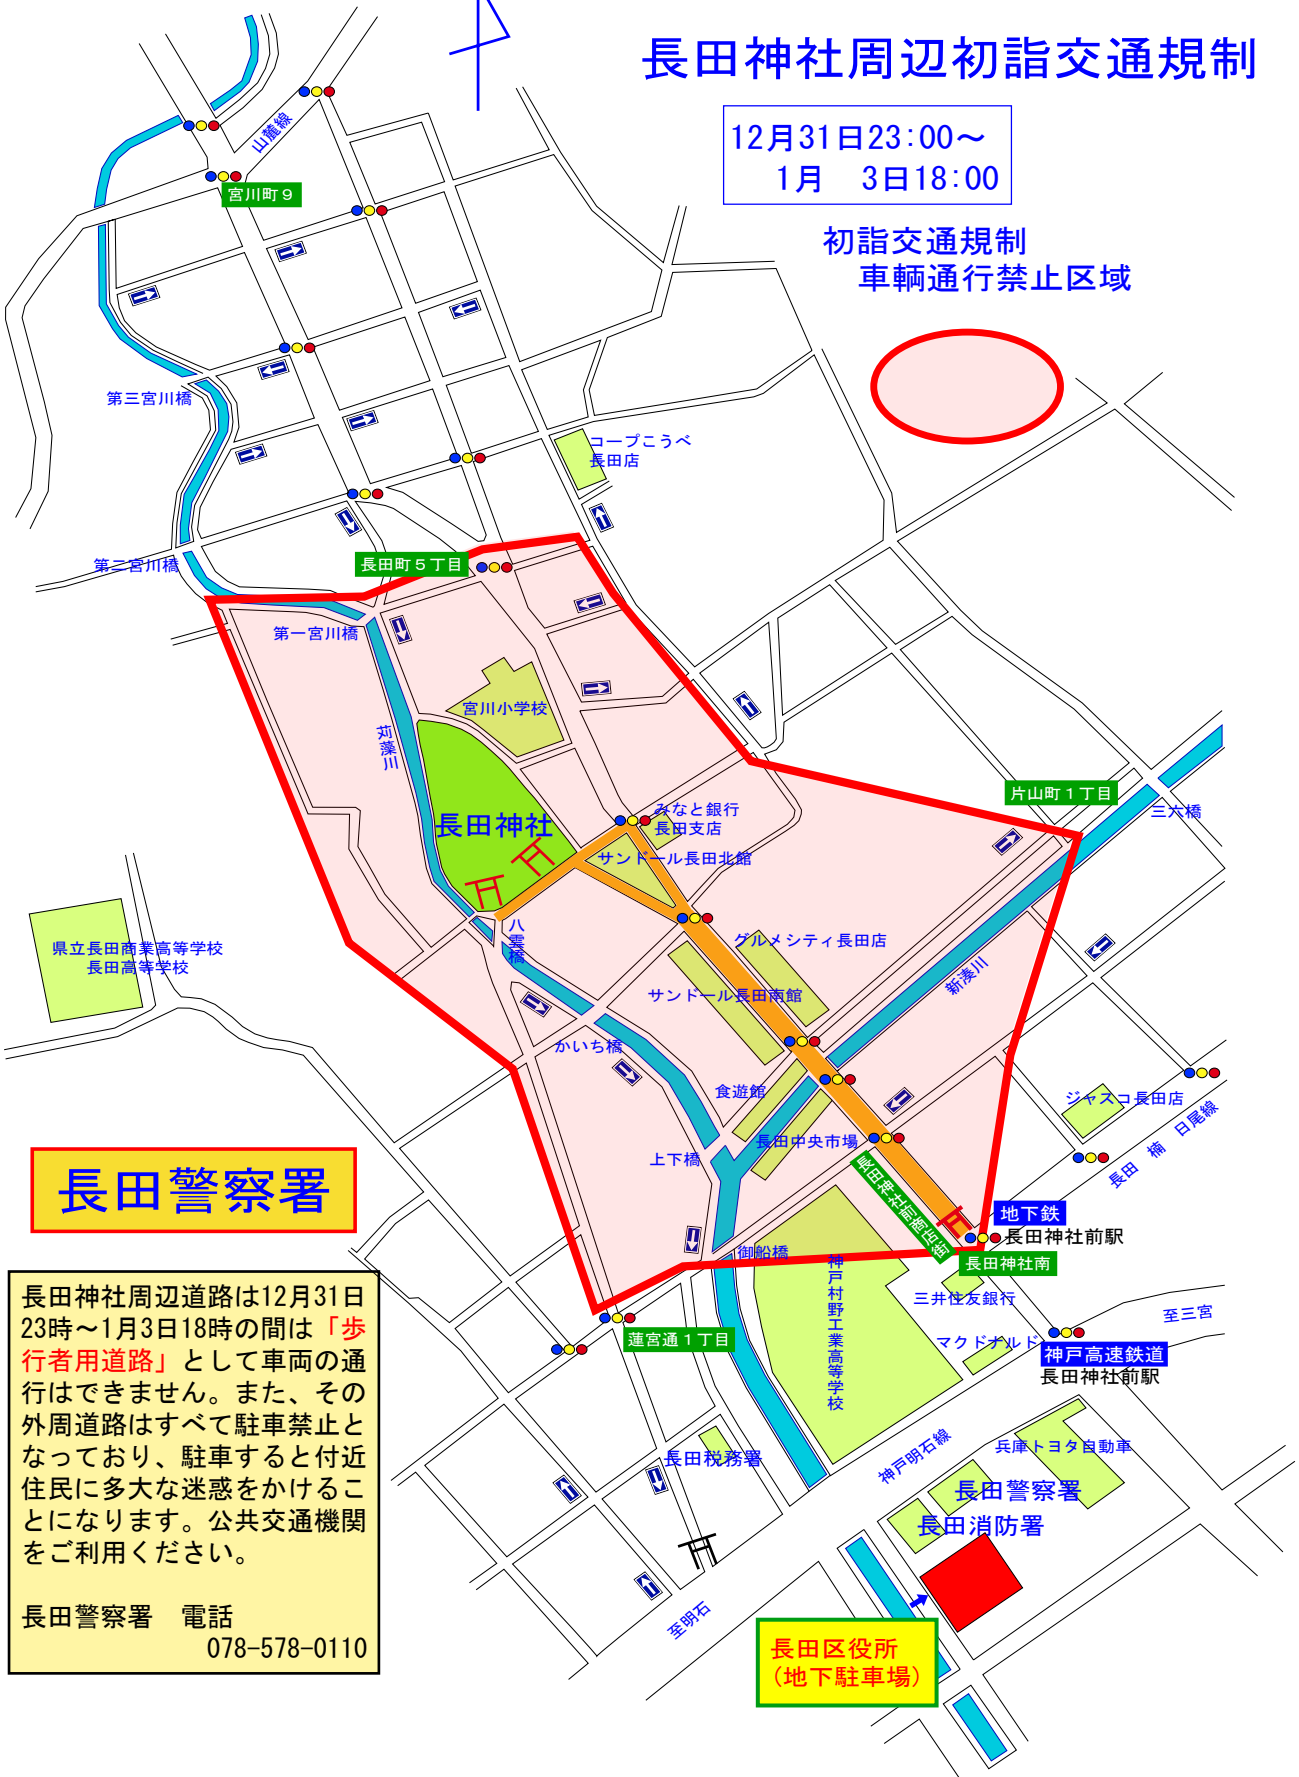 長田神社周辺初詣交通規制
12月31日23:00～
1月　3日18:00
初詣交通規制
車輌通行禁止区域
山麓線
宮川町９
第三宮川橋
コープこうべ
長田店
第二宮川橋
長田町５丁目
第一宮川橋
宮川小学校
苅藻川
長田神社
みなと銀行
長田支店
サンドール長田北館
片山町１丁目
三六橋
八雲橋
グルメシティ長田店
県立長田商業高等学校
長田高等学校
サンドール長田南館
新湊川
かいち橋
食遊館
ジャスコ長田店
長田中央市場
上下橋
長田　楠　日尾線
長田神社前商店街
長田警察署
地下鉄
長田神社前駅
御船橋
長田神社南
神戸村野工業高等学校
三井住友銀行
至三宮
蓮宮通１丁目
マクドナルド
神戸高速鉄道
長田神社前駅
長田神社周辺道路は12月31日
23時～1月3日18時の間は「歩
行者用道路」として車両の通
行はできません。また、その
外周道路はすべて駐車禁止と
なっており、駐車すると付近
住民に多大な迷惑をかけるこ
とになります。公共交通機関
をご利用ください。
長田警察署　電話
078-578-0110
長田税務署
神戸明石線
兵庫トヨタ自動車
長田警察署
長田消防署
至明石
長田区役所
（地下駐車場）